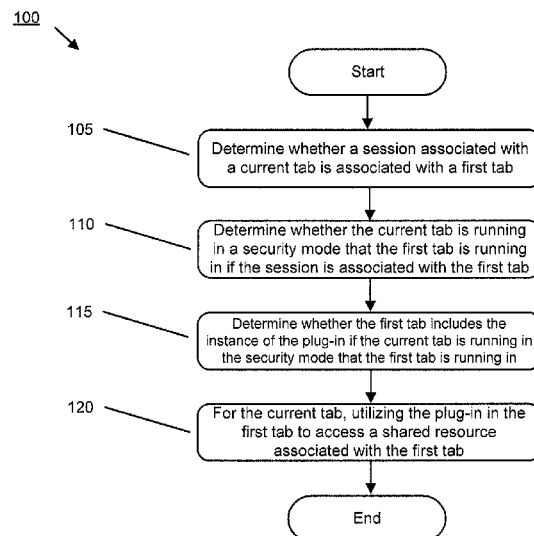 100
Start
105
Determine whether a session associated with
a current tab is associated with a first tab
110
Determine whether the current tab is running
in a security mode that the first tab is running
in if the session is associated with the first tab
115
Determine whether the first tab includes the
instance of the plug-in if the current tab is running in
the security mode that the first tab is running in
120
For the current tab, utilizing the plug-in in the
first tab to access a shared resource
associated with the first tab
End